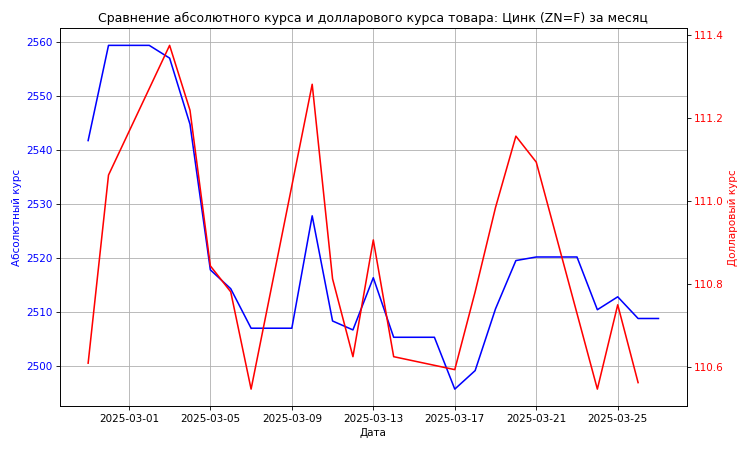 Сравнение абсолютного курса и долларового курса товара: Цинк (ZN=F) за месяц
2560
2550
2540
2530
2520
2510
2500
Абсолютный курс
111.4
111.2
111.0
110.8
110.6
Долларовый курс
2025-03-01 2025-03-05 2025-03-09 2025-03-13 2025-03-17 2025-03-21 2025-03-25
Дата